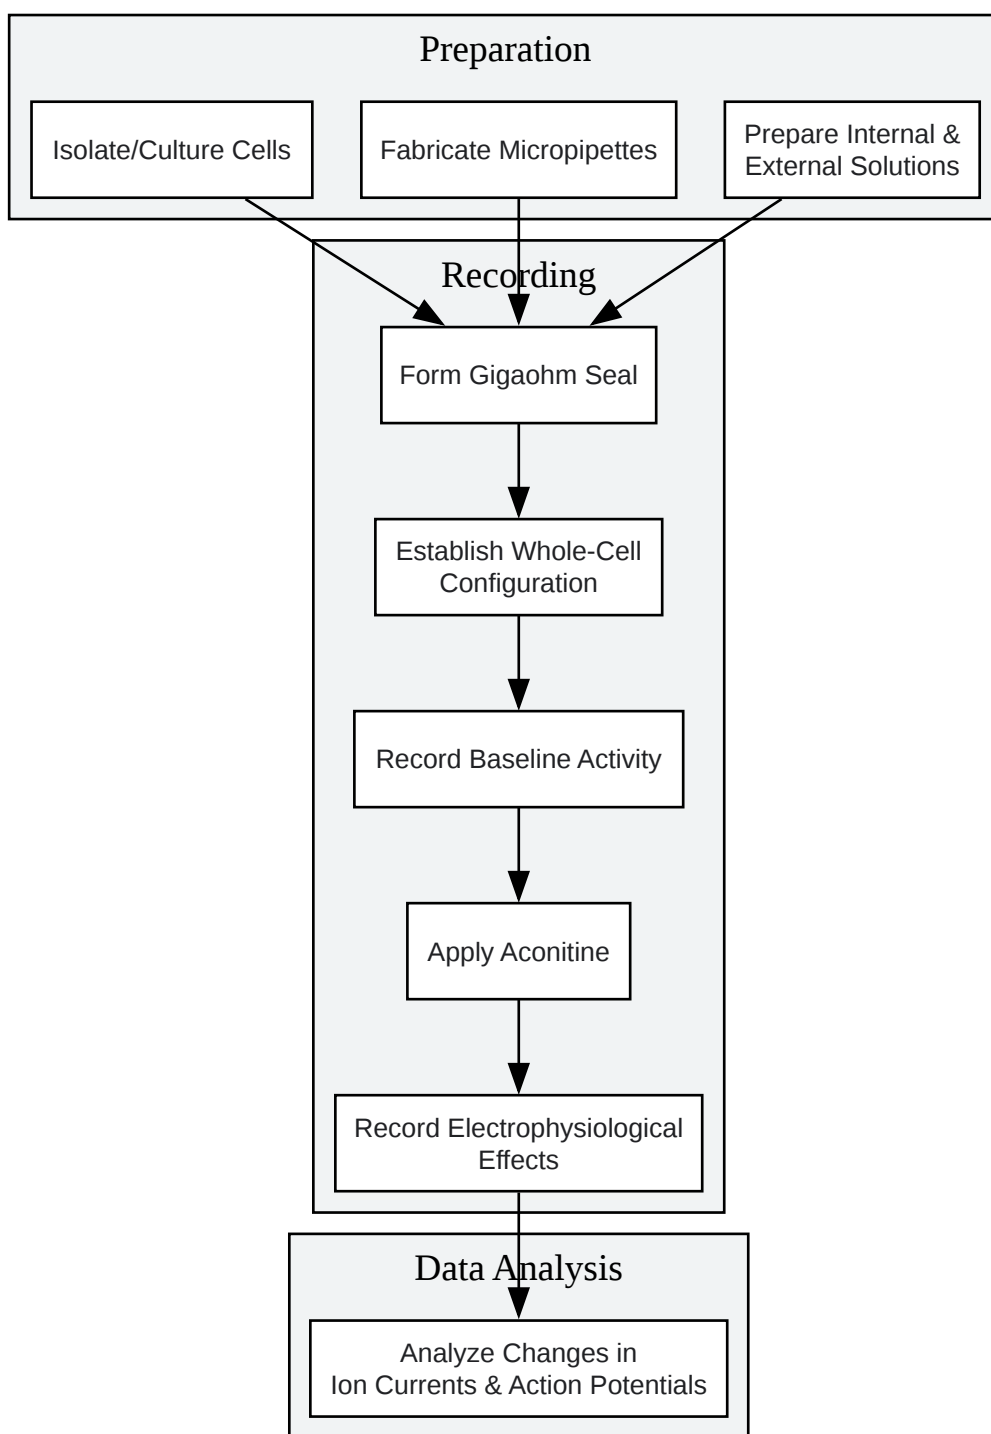 Preparation
Isolate/Culture Cells
Fabricate Micropipettes
Prepare Internal &
External Solutions
Recording
Form Gigaohm Seal
Establish Whole-Cell
Configuration
Record Baseline Activity
Apply Aconitine
Record Electrophysiological
Effects
Data Analysis
Analyze Changes in
Ion Currents & Action Potentials